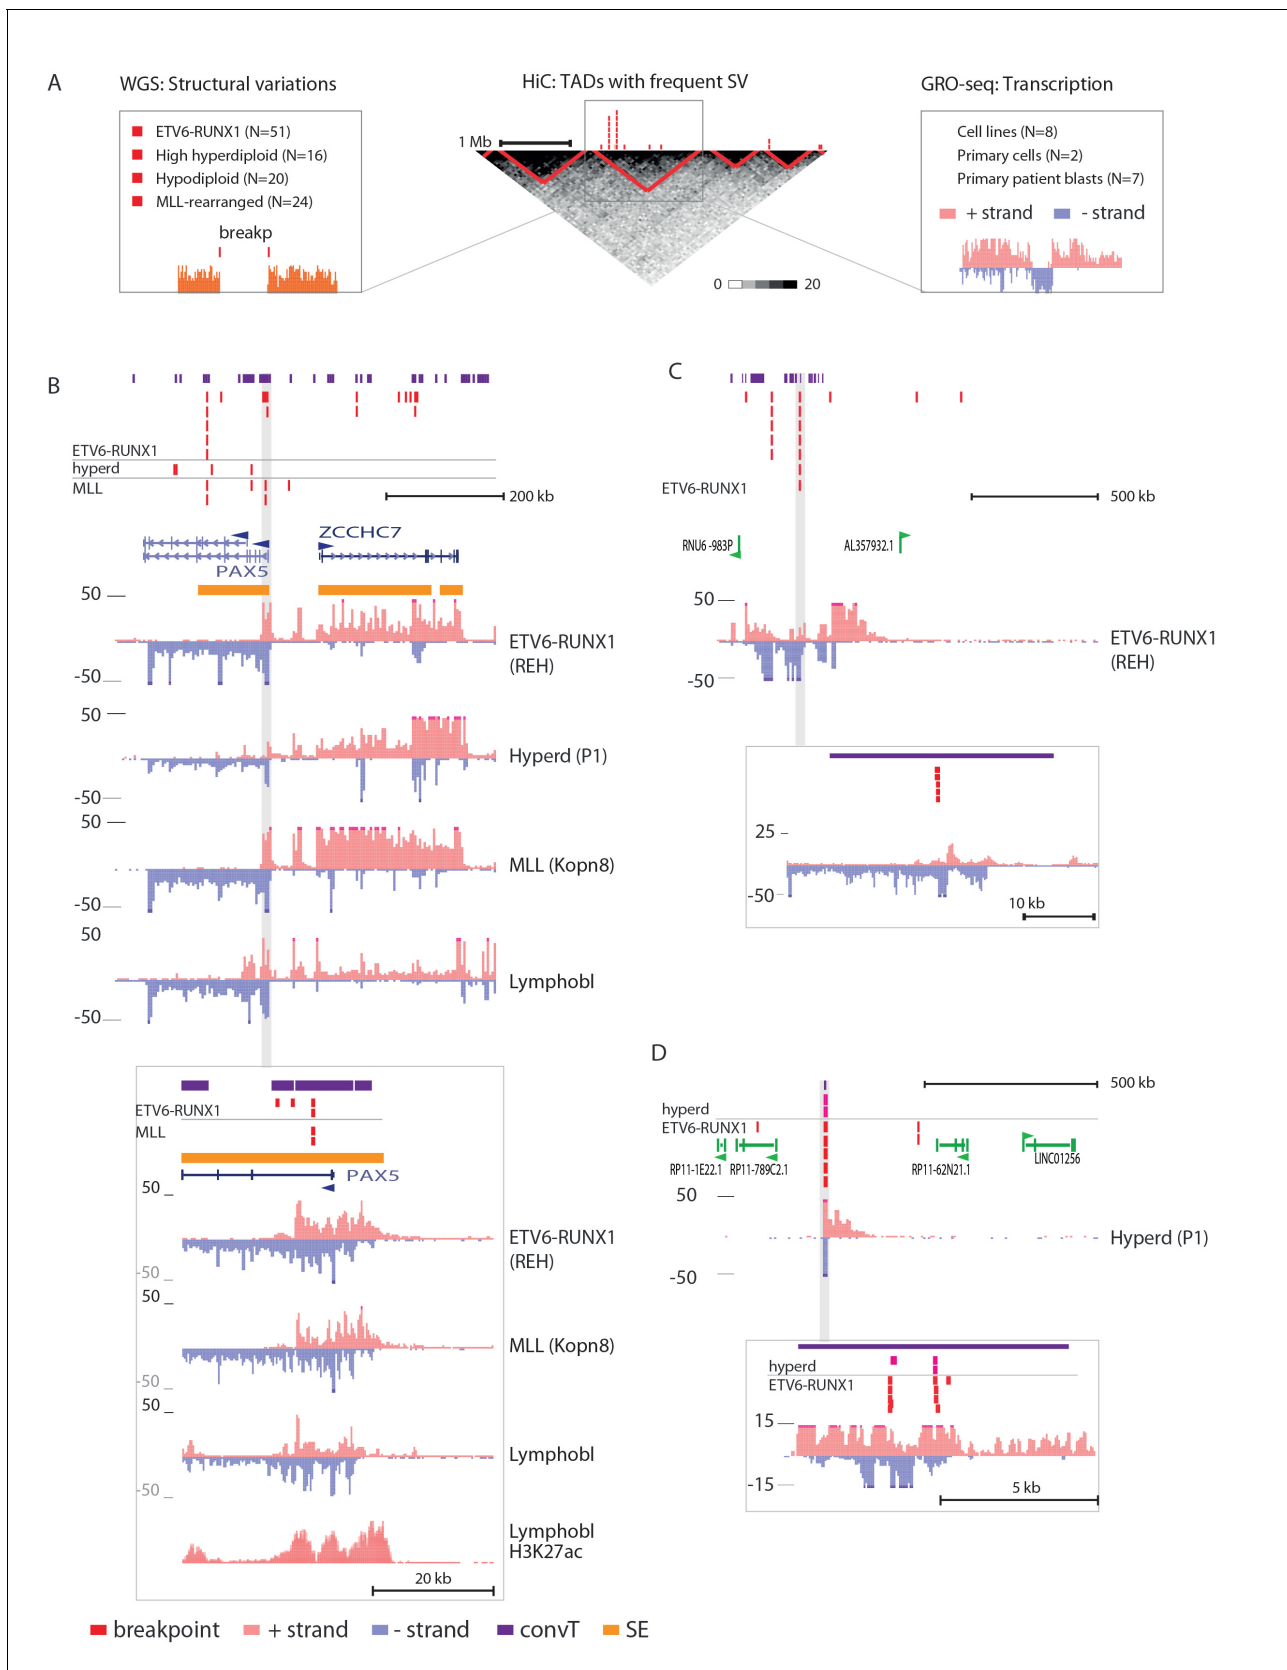 A
WGS: Structural variations
ETV6-RUNX1 (N=51)
High hyperdiploid (N=16)
Hypodiploid (N=20)
MLL-rearranged (N=24)
breakp
HiC: TADs with frequent SV
1 Mb
0
20
GRO-seq: Transcription
Cell lines (N=8)
Primary cells (N=2)
Primary patient blasts (N=7)
+ strand
- strand
B
ETV6-RUNX1
hyperd
MLL
200 kb
ZCCHC7
PAX5
50
-50
ETV6-RUNX1
(REH)
50
-50
Hyperd (P1)
50
-50
MLL (Kopn8)
50
-50
Lymphobl
ETV6-RUNX1
MLL
PAX5
50
-50
ETV6-RUNX1
(REH)
50
-50
MLL (Kopn8)
50
-50
Lymphobl
Lymphobl
H3K27ac
20 kb
C
ETV6-RUNX1
500 kb
RNU6 -983P
AL357932.1
50
-50
ETV6-RUNX1
(REH)
25
-50
10 kb
D
500 kb
hyperd
ETV6-RUNX1
RP11-1E22.1
RP11-789C2.1
RP11-62N21.1
LINC01256
50
-50
Hyperd (P1)
hyperd
ETV6-RUNX1
15
-15
5 kb
breakpoint
+ strand
- strand
convT
SE